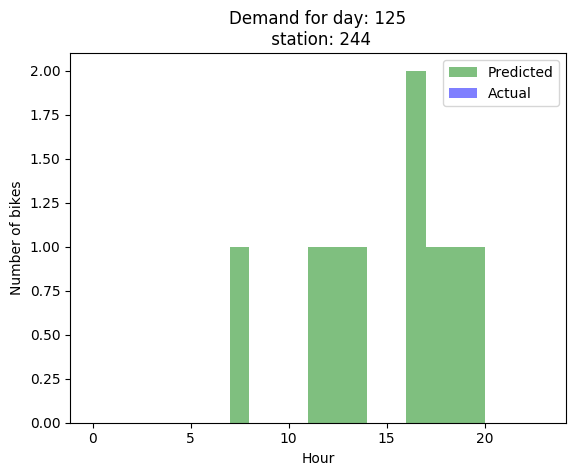 Demand for day: 125
station: 244
Predicted
Actual
2.00
1.75
1.50
1.25
1.00
0.75
0.50
0.25
0.00
Number of bikes
0 5 10 15 20
Hour